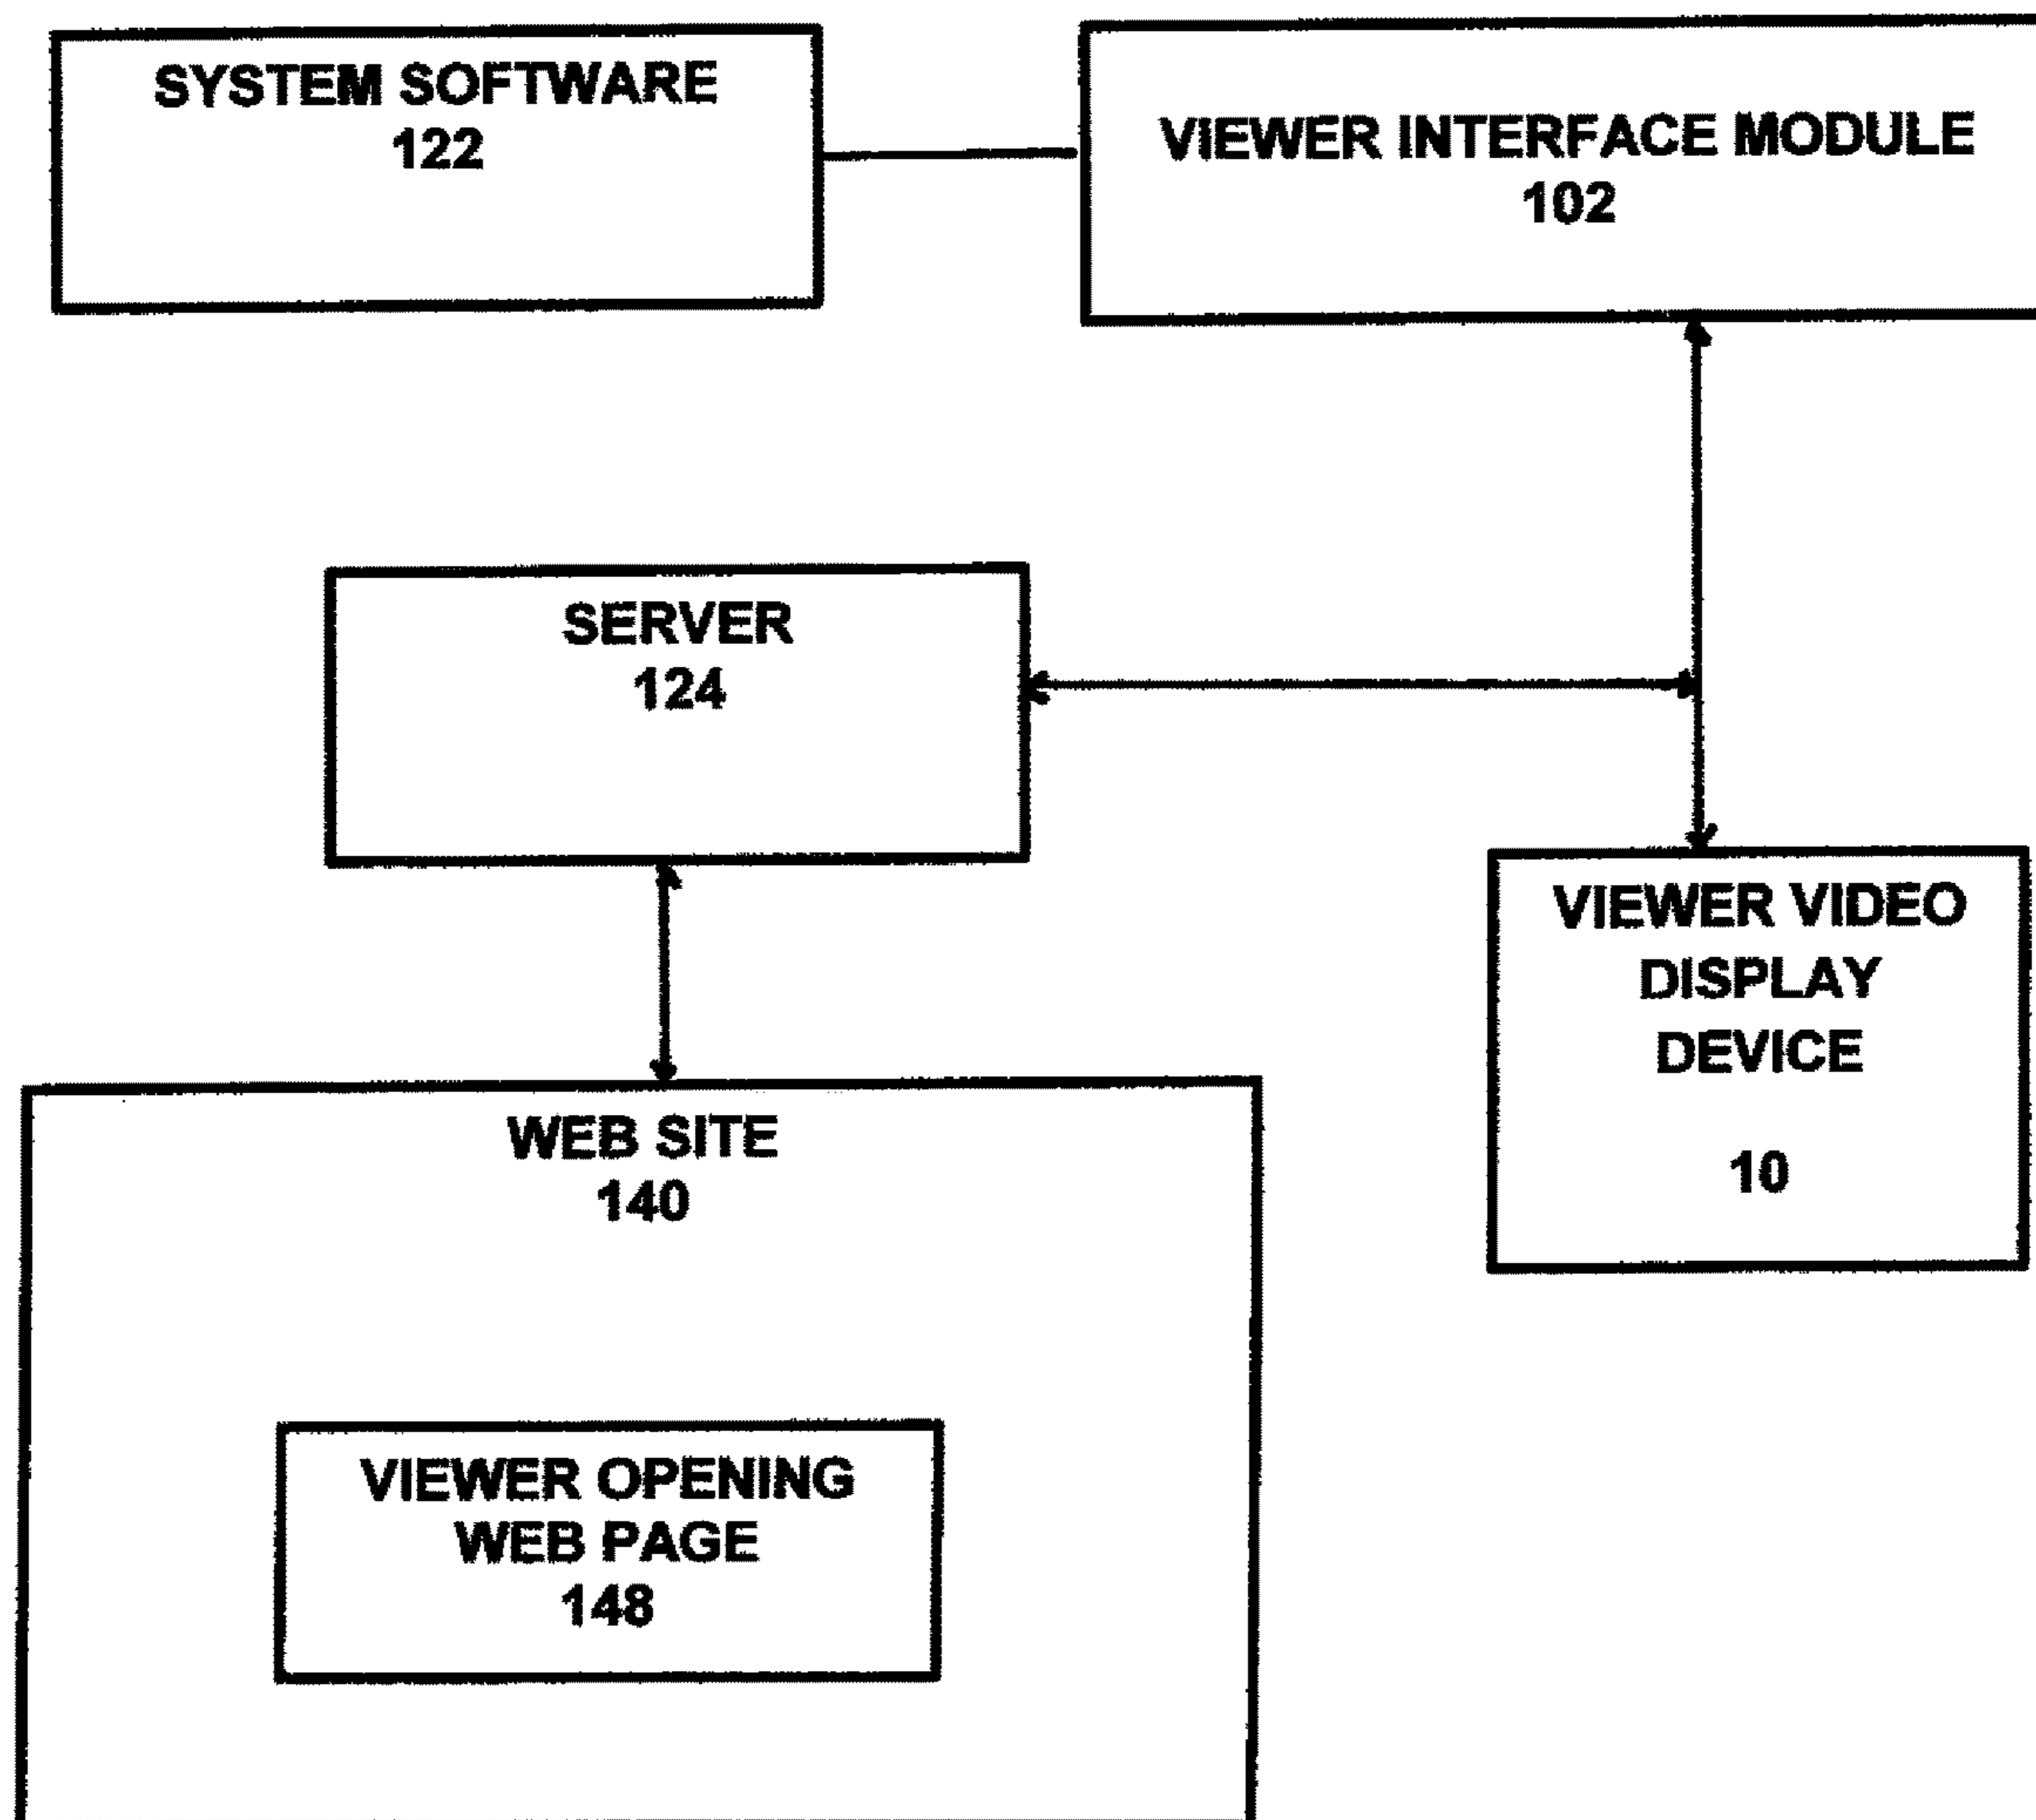 SYSTEM SOFTWARE
122
VIEWER INTERFACE MODULE
102
SERVER
124
VIEWER VIDEO
DISPLAY
DEVICE
10
WEB SITE
140
VIEWER OPENING
WEB PAGE
148